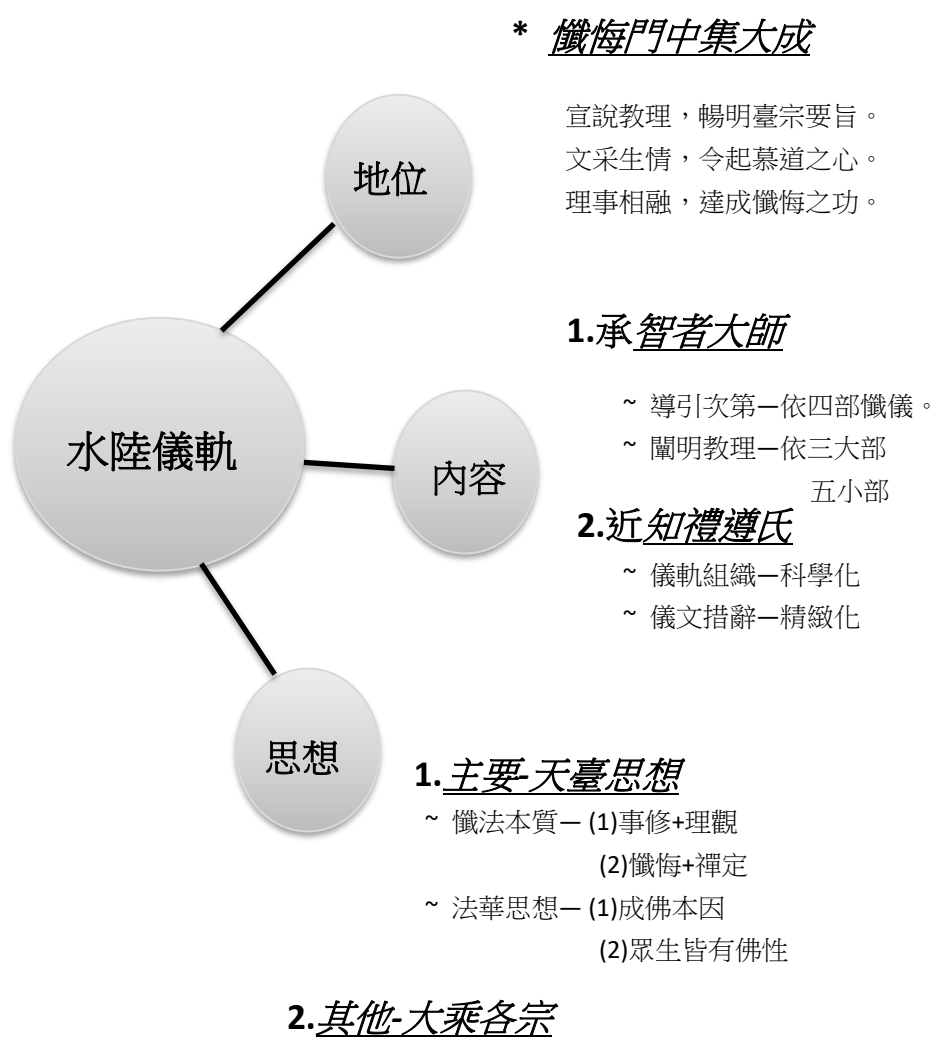 * 懺悔門中集大成
宣說教理，暢明臺宗要旨。
文采生情，令起慕道之心。
理事相融，達成懺悔之功。
地位
水陸儀軌
內容
1.承智者大師
~ 導引次第—依四部懺儀。
~ 闡明教理—依三大部
五小部
2.近知禮遵氏
~ 儀軌組織—科學化
~ 儀文措辭—精緻化
思想
1.主要-天臺思想
~ 懺法本質— (1)事修+理觀
(2)懺悔+禪定
~ 法華思想— (1)成佛本因
(2)眾生皆有佛性
2.其他-大乘各宗